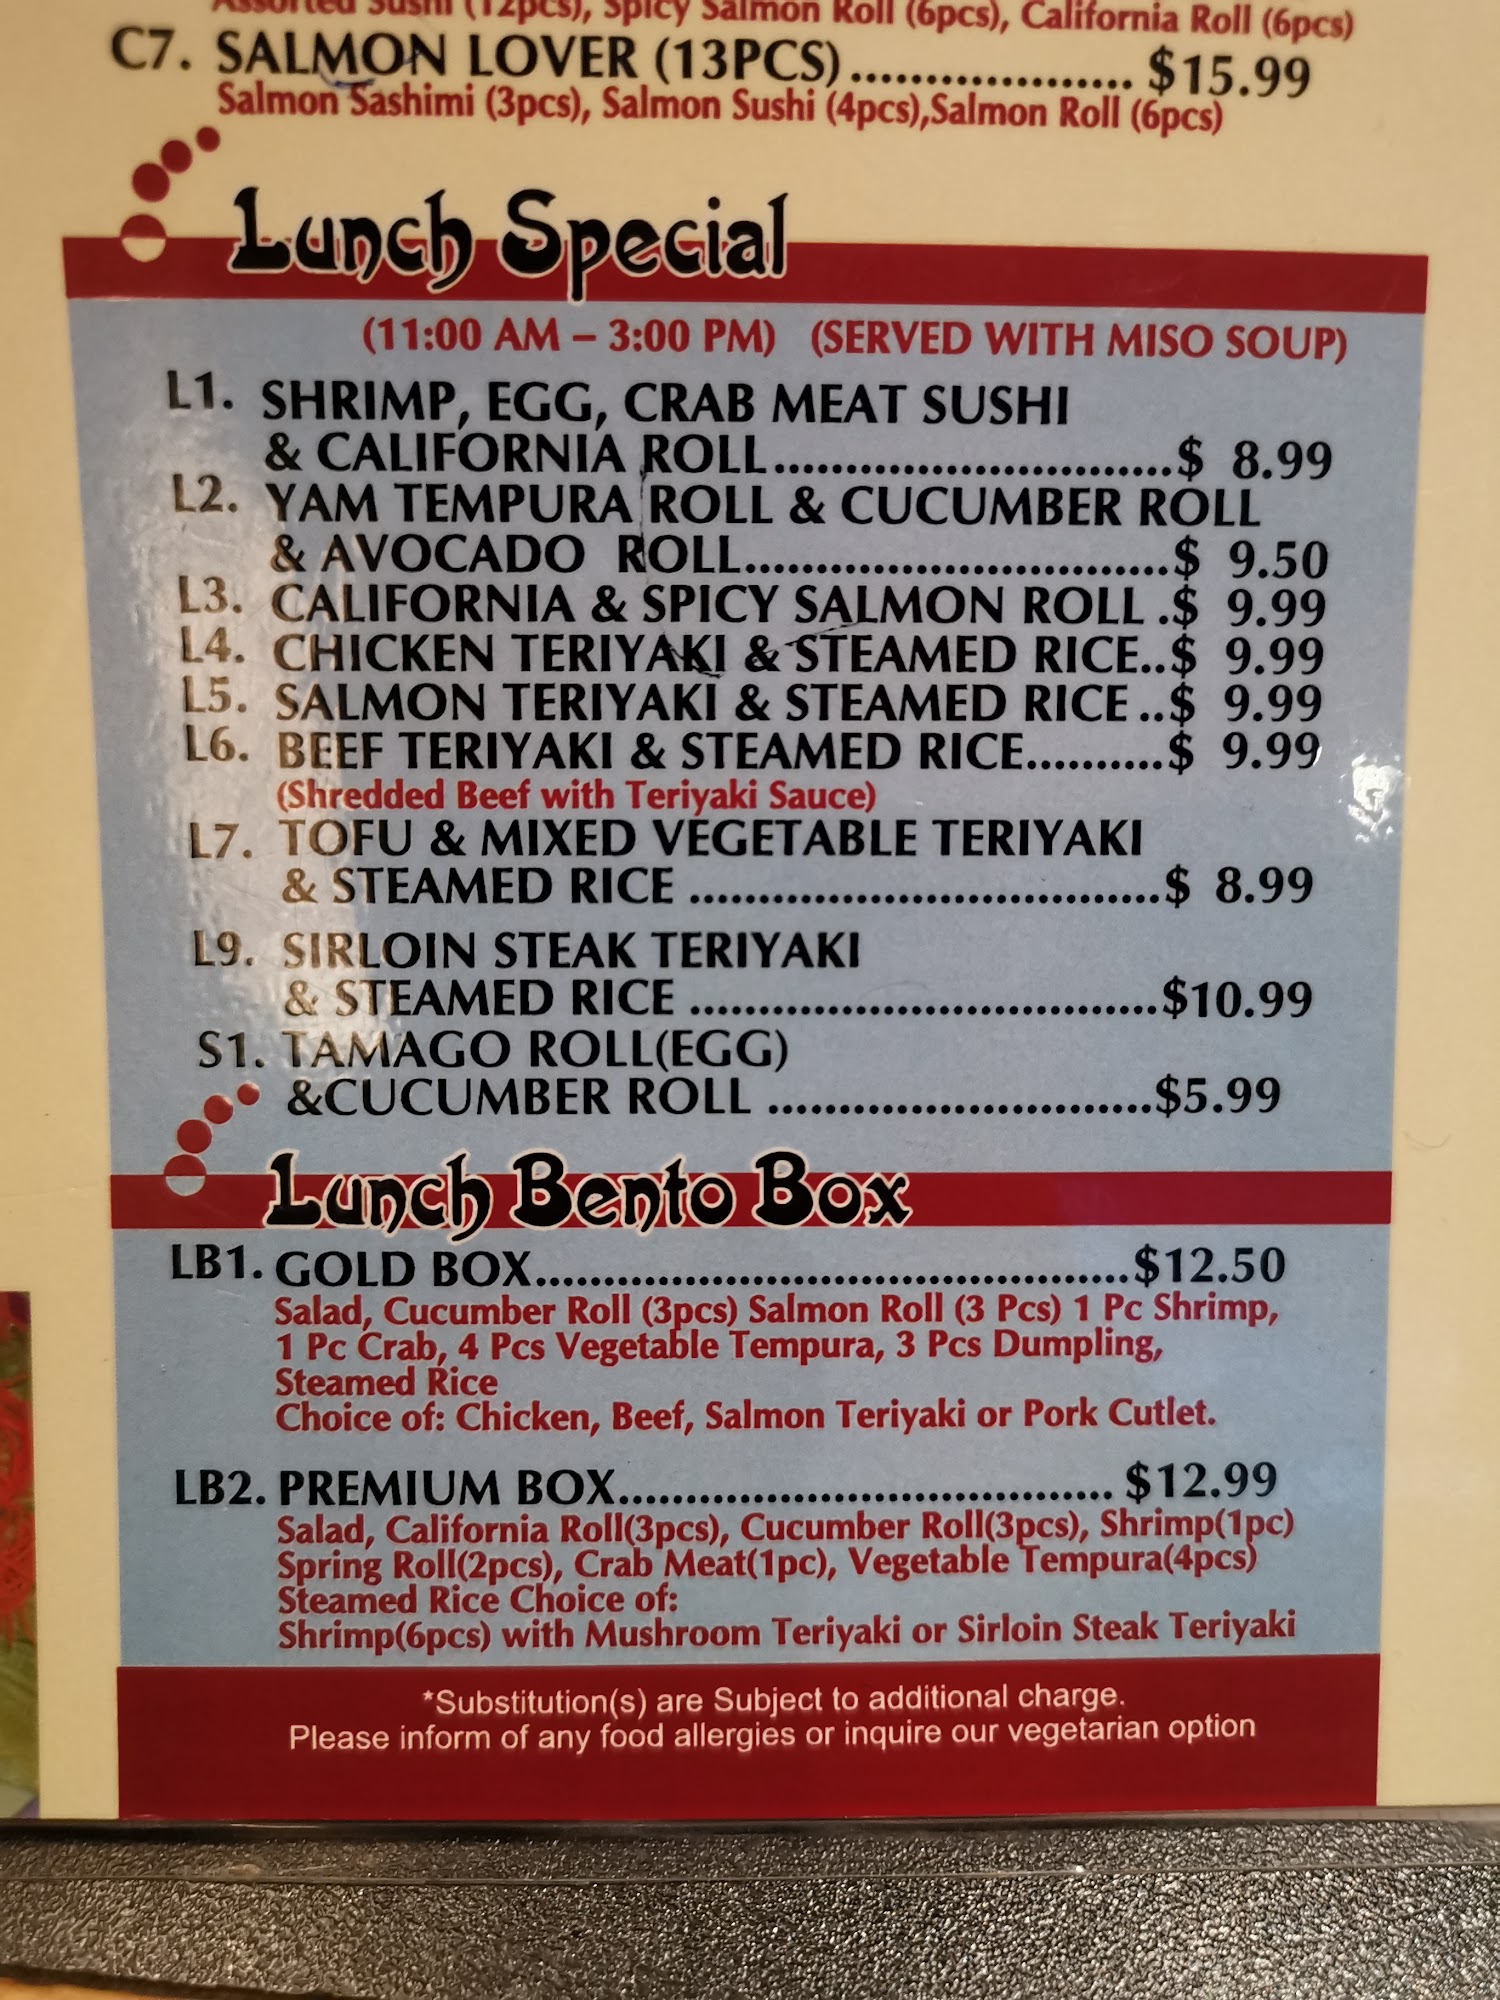 Assorted Sushi (12pcs), Spicy Salmon Roll (6pcs), California Roll (6pcs)
C7. SALMON LOVER (13PCS)................... $15.99
Salmon Sashimi (3pcs), Salmon Sushi (4pcs),Salmon Roll (6pcs)
Lunch Special
(11:00 AM – 3:00 PM) (SERVED WITH MISO SOUP)
L1. SHRIMP, EGG, CRAB MEAT SUSHI
& CALIFORNIA ROLL............................$ 8.99
L2. YAM TEMPURA ROLL & CUCUMBER ROLL
& AVOCADO ROLL..............................$ 9.50
L3. CALIFORNIA & SPICY SALMON ROLL .$ 9.99
L4. CHICKEN TERIYAKI & STEAMED RICE..$ 9.99
L5. SALMON TERIYAKI & STEAMED RICE ..$ 9.99
L6. BEEF TERIYAKI & STEAMED RICE..........$ 9.99
(Shredded Beef with Teriyaki Sauce)
L7. TOFU & MIXED VEGETABLE TERIYAKI
& STEAMED RICE ..................................$ 8.99
L9. SIRLOIN STEAK TERIYAKI
& STEAMED RICE ..................................$10.99
S1. TAMAGO ROLL(EGG)
&CUCUMBER ROLL ...........................$5.99
Lunch Bento Box
LB1. GOLD BOX............................................$12.50
Salad, Cucumber Roll (3pcs) Salmon Roll (3 Pcs) 1 Pc Shrimp,
1 Pc Crab, 4 Pcs Vegetable Tempura, 3 Pcs Dumpling,
Steamed Rice
Choice of: Chicken, Beef, Salmon Teriyaki or Pork Cutlet.
LB2. PREMIUM BOX..................................... $12.99
Salad, California Roll(3pcs), Cucumber Roll(3pcs), Shrimp(1pc)
Spring Roll(2pcs), Crab Meat(1pc), Vegetable Tempura(4pcs)
Steamed Rice Choice of:
Shrimp(6pcs) with Mushroom Teriyaki or Sirloin Steak Teriyaki
*Substitution(s) are Subject to additional charge.
Please inform of any food allergies or inquire our vegetarian option